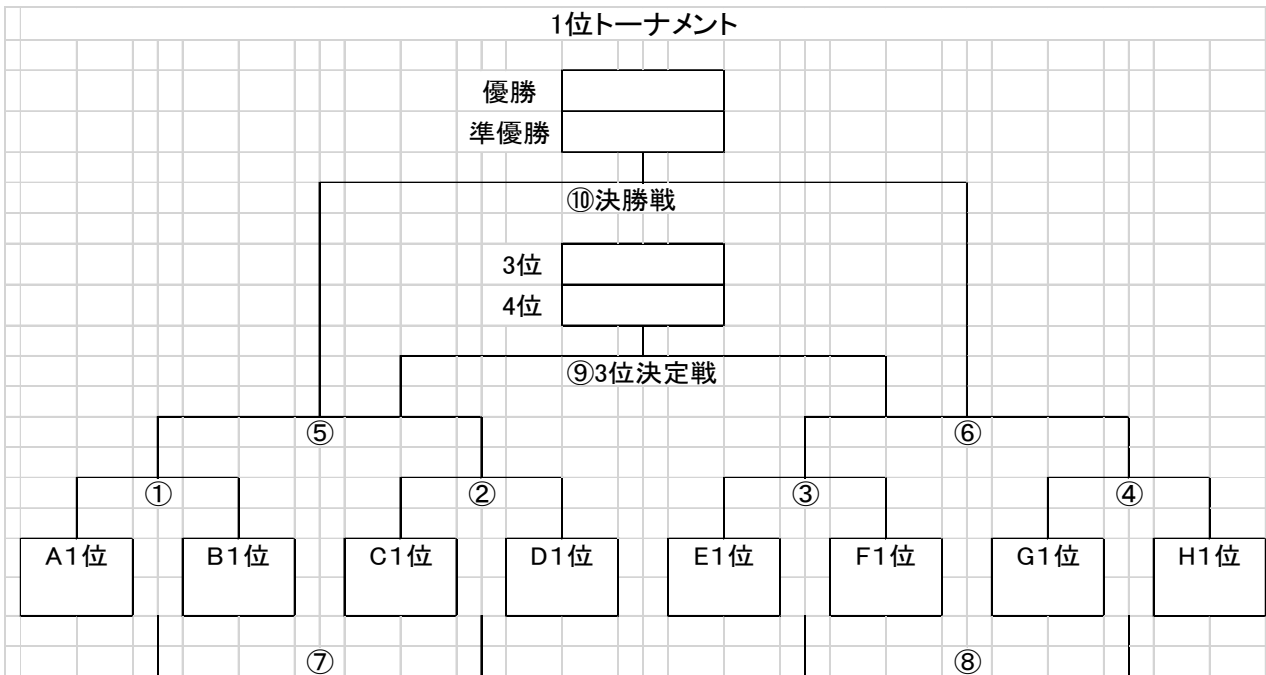 1位トーナメント
優勝
準優勝
⑩決勝戦
3位
4位
⑨3位決定戦
⑤ ⑥
① ② ③ ④
A1位 B1位 C1位 D1位 E1位 F1位 G1位 H1位
⑦ ⑧